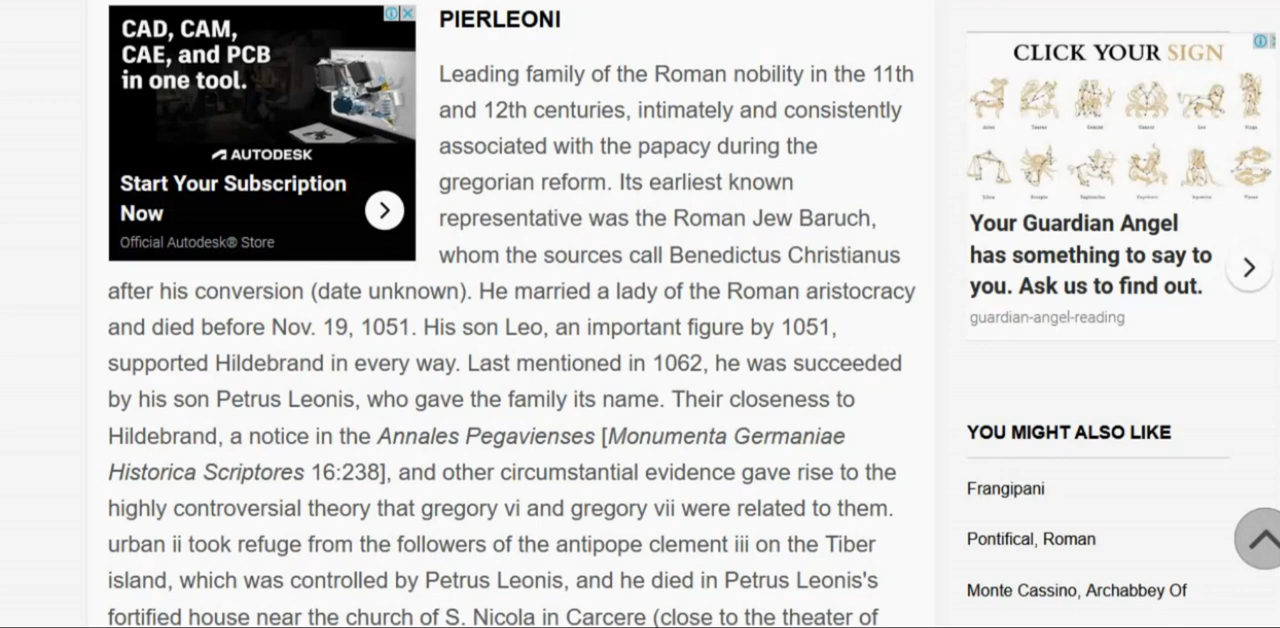 CAD, CAM,
CAE, and PCB
in one tool.
AUTODESK
Start Your Subscription
Now
Official Autodesk® Store
PIERLEONI
Leading family of the Roman nobility in the 11th
and 12th centuries, intimately and consistently
associated with the papacy during the
gregorian reform. Its earliest known
representative was the Roman Jew Baruch,
whom the sources call Benedictus Christianus
after his conversion (date unknown). He married a lady of the Roman aristocracy
and died before Nov. 19, 1051. His son Leo, an important figure by 1051,
supported Hildebrand in every way. Last mentioned in 1062, he was succeeded
by his son Petrus Leonis, who gave the family its name. Their closeness to
Hildebrand, a notice in the Annales Pegavienses [Monumenta Germaniae
Historica Scriptores 16:238], and other circumstantial evidence gave rise to the
highly controversial theory that gregory vi and gregory vii were related to them.
urban ii took refuge from the followers of the antipope clement iii on the Tiber
island, which was controlled by Petrus Leonis, and he died in Petrus Leonis's
fortified house near the church of S. Nicola in Carcere (close to the theater of
CLICK YOUR SIGN
Your Guardian Angel
has something to say to
you. Ask us to find out.
guardian-angel-reading
YOU MIGHT ALSO LIKE
Frangipani
Pontifical, Roman
Monte Cassino, Archabbey Of